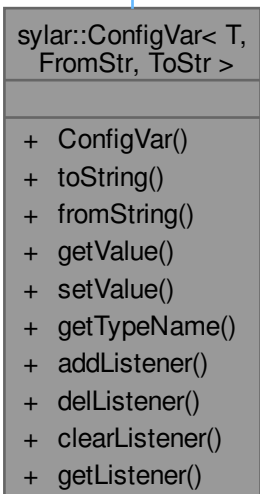 sylar::ConfigVar< T,
FromStr, ToStr >
+ ConfigVar()
+ toString()
+ fromString()
+ getValue()
+ setValue()
+ getTypeName()
+ addListener()
+ delListener()
+ clearListener()
+ getListener()